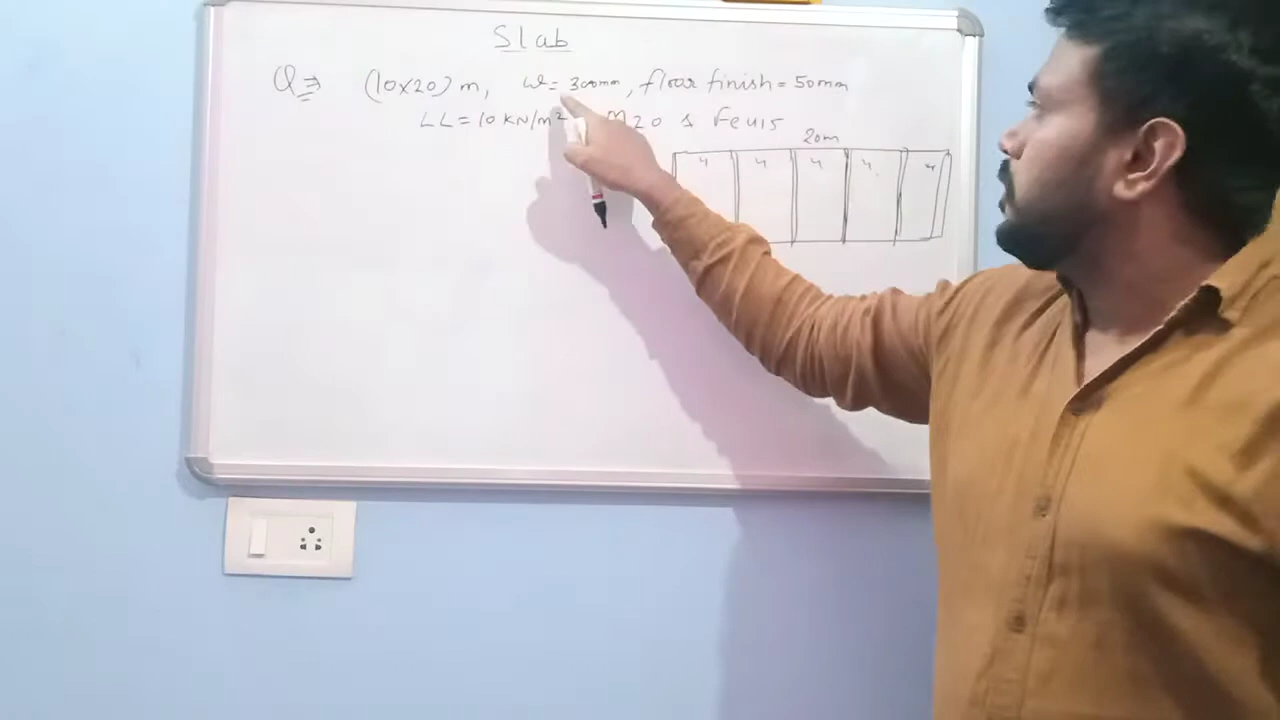 Slab
Q ⇒ (10x20) m, W = 300mm, floor finish = 50mm
LL = 10 KN/m² M20 & Fe415
20m
4 4 4 4 4